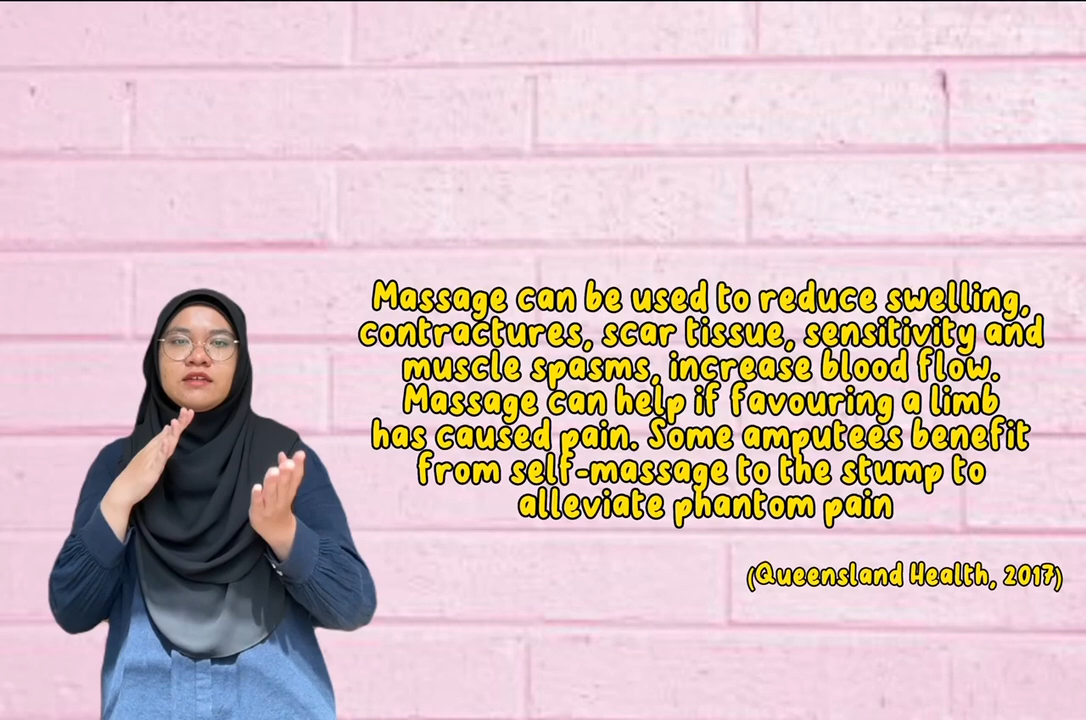 Massage can be used to reduce swelling,
contractures, scar tissue, sensitivity and
muscle spasms, increase blood flow.
Massage can help if favouring a limb
has caused pain. Some amputees benefit
from self-massage to the stump to
alleviate phantom pain
(Queensland Health, 2017)